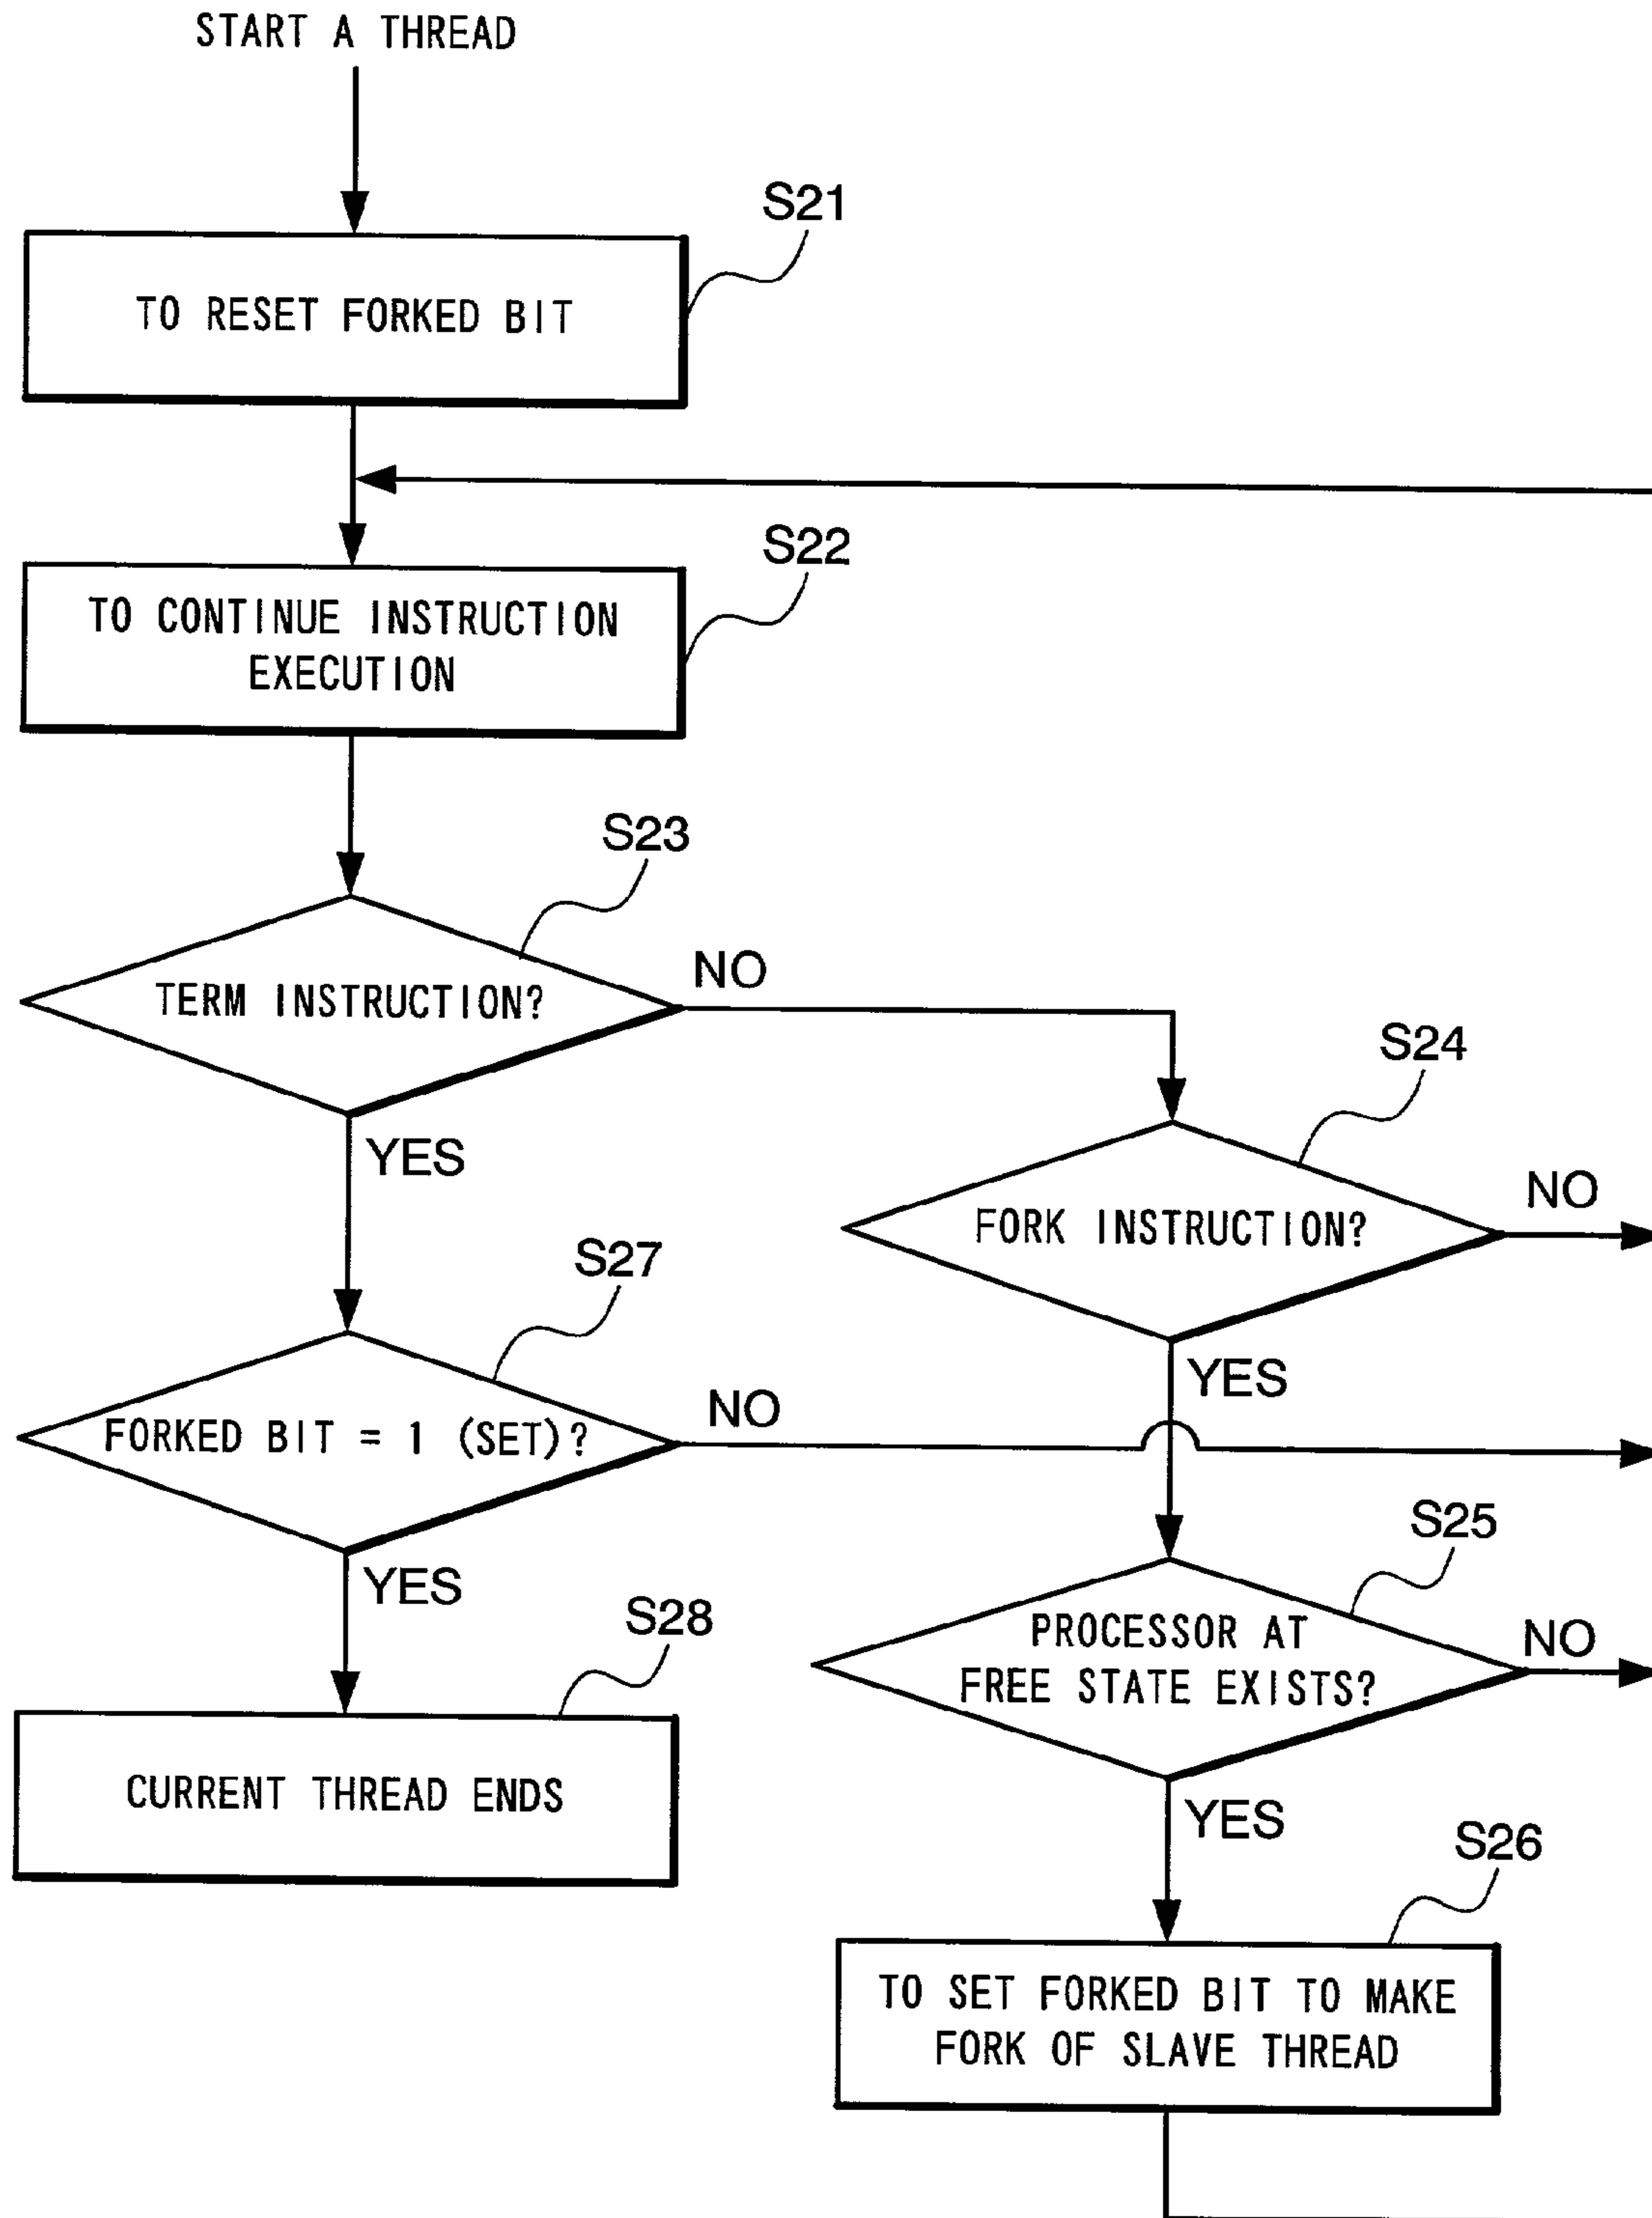 START A THREAD
S21
TO RESET FORKED BIT
S22
TO CONTINUE INSTRUCTION
EXECUTION
S23
TERM INSTRUCTION?
NO
YES
S24
FORK INSTRUCTION?
NO
YES
S27
FORKED BIT = 1 (SET)?
NO
YES
S25
PROCESSOR AT
FREE STATE EXISTS?
NO
YES
S28
CURRENT THREAD ENDS
S26
TO SET FORKED BIT TO MAKE
FORK OF SLAVE THREAD